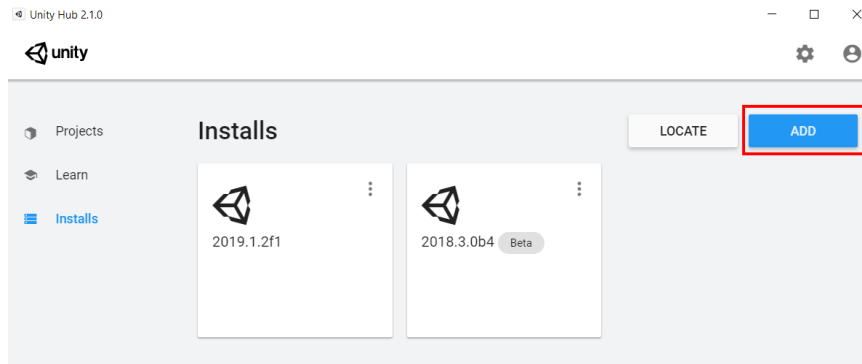 Unity Hub 2.1.0
unity
Projects
Learn
Installs
Installs
LOCATE
ADD
2019.1.2f1
2018.3.0b4 Beta